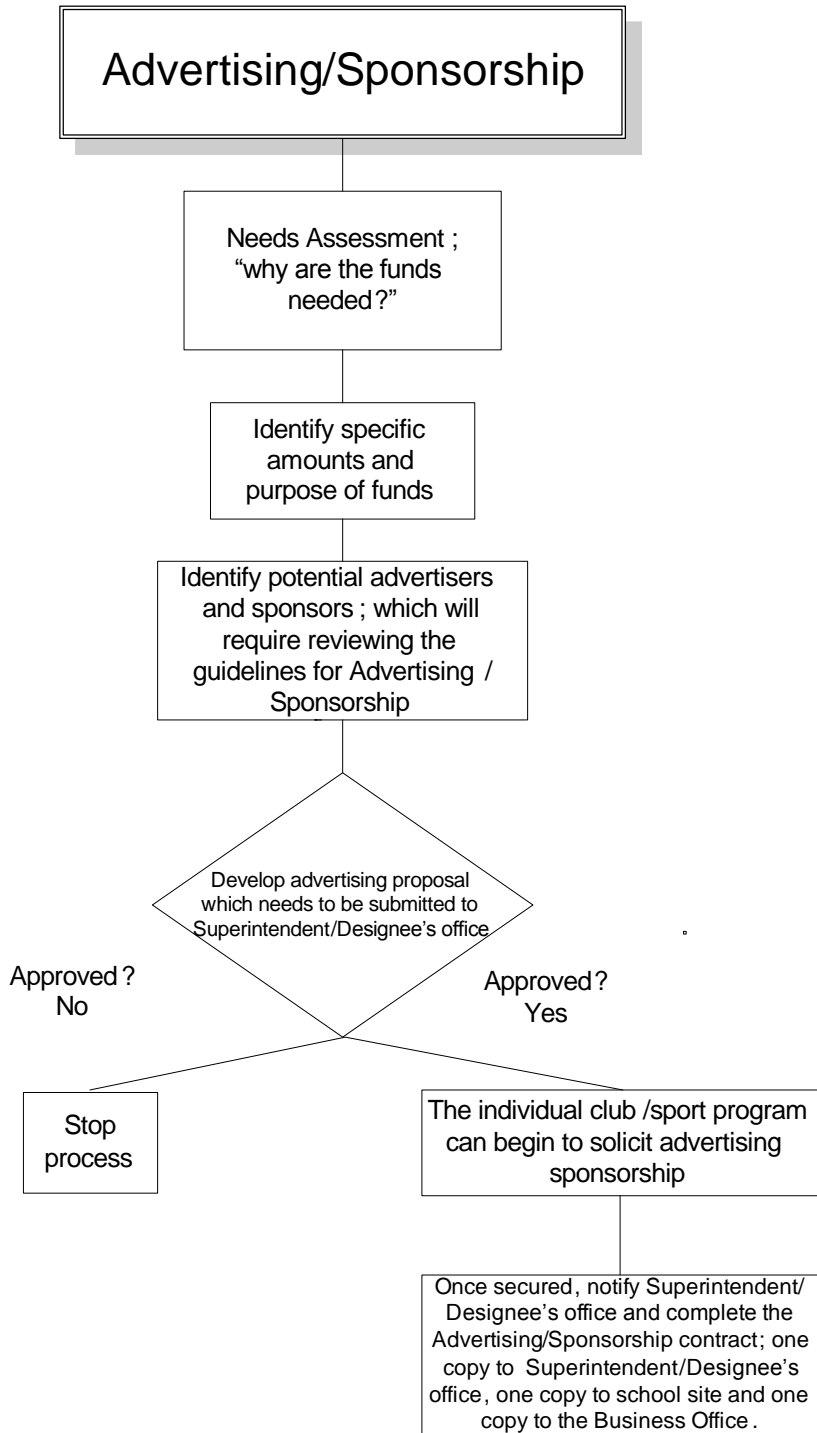 Advertising/Sponsorship
Needs Assessment ;
“why are the funds
needed?”
Identify specific
amounts and
purpose of funds
Identify potential advertisers
and sponsors ; which will
require reviewing the
guidelines for Advertising /
Sponsorship
Develop advertising proposal
which needs to be submitted to
Superintendent/Designee’s office
Approved?
No
Approved?
Yes
Stop
process
The individual club /sport program
can begin to solicit advertising
sponsorship
Once secured, notify Superintendent/
Designee’s office and complete the
Advertising/Sponsorship contract; one
copy to Superintendent/Designee’s
office, one copy to school site and one
copy to the Business Office .